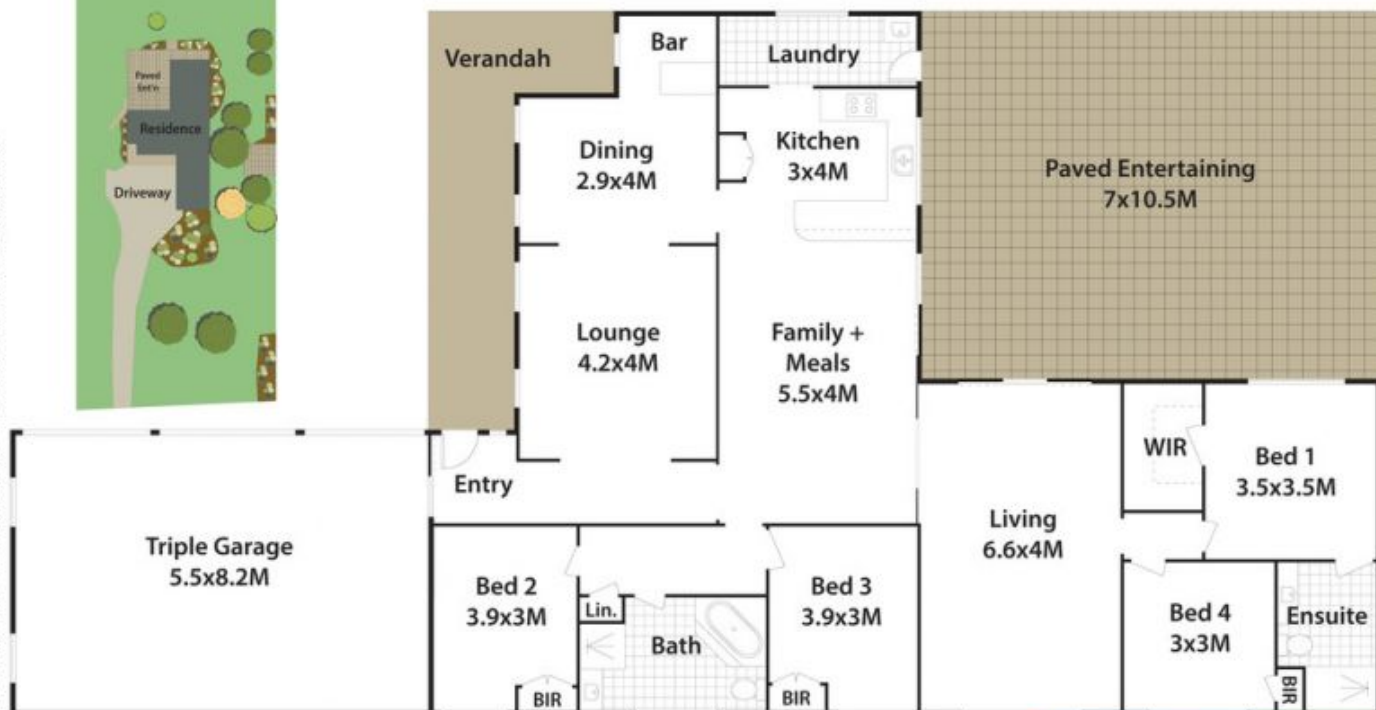 Paved
Ent'n
Residence
Driveway
Verandah
Bar
Laundry
Dining
2.9x4M
Kitchen
3x4M
Paved Entertaining
7x10.5M
Lounge
4.2x4M
Family +
Meals
5.5x4M
Entry
WIR
Bed 1
3.5x3.5M
Triple Garage
5.5x8.2M
Living
6.6x4M
Bed 2
3.9x3M
Lin.
Bath
Bed 3
3.9x3M
Bed 4
3x3M
Ensuite
BIR
BIR
BIR